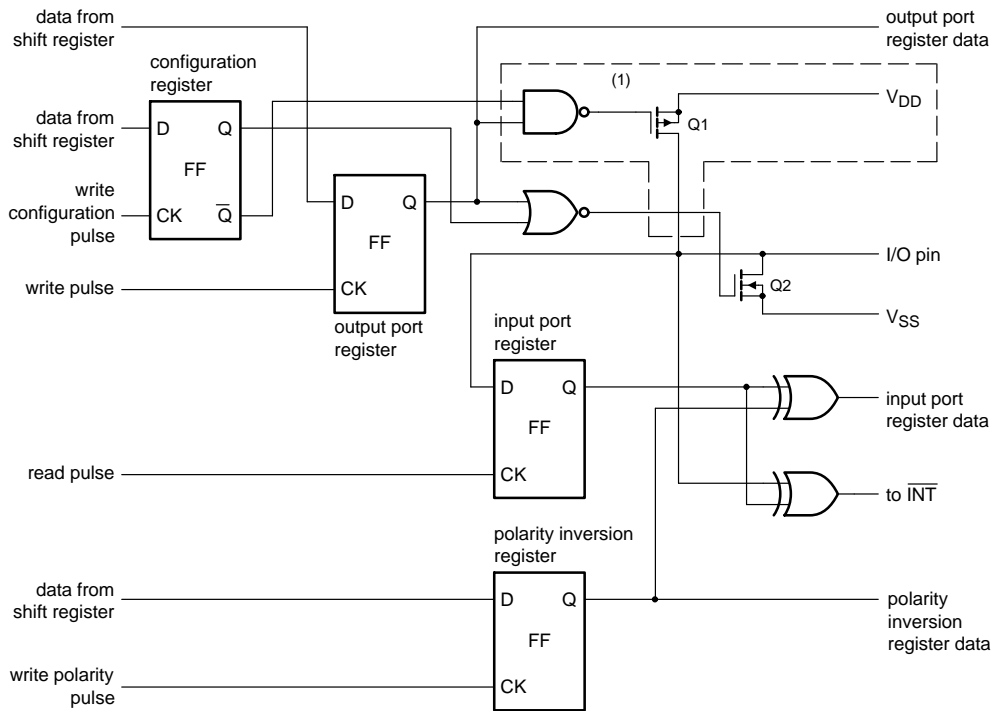 data from
shift register
output port
register data
configuration
register
(1)
VDD
Q1
data from
shift register
D
Q
FF
write
configuration
pulse
CK
Q̅
D
Q
FF
CK
write pulse
output port
register
I/O pin
Q2
VSS
input port
register
D
Q
FF
CK
input port
register data
read pulse
to I̅N̅T̅
polarity inversion
register
data from
shift register
D
Q
FF
CK
polarity
inversion
register data
write polarity
pulse